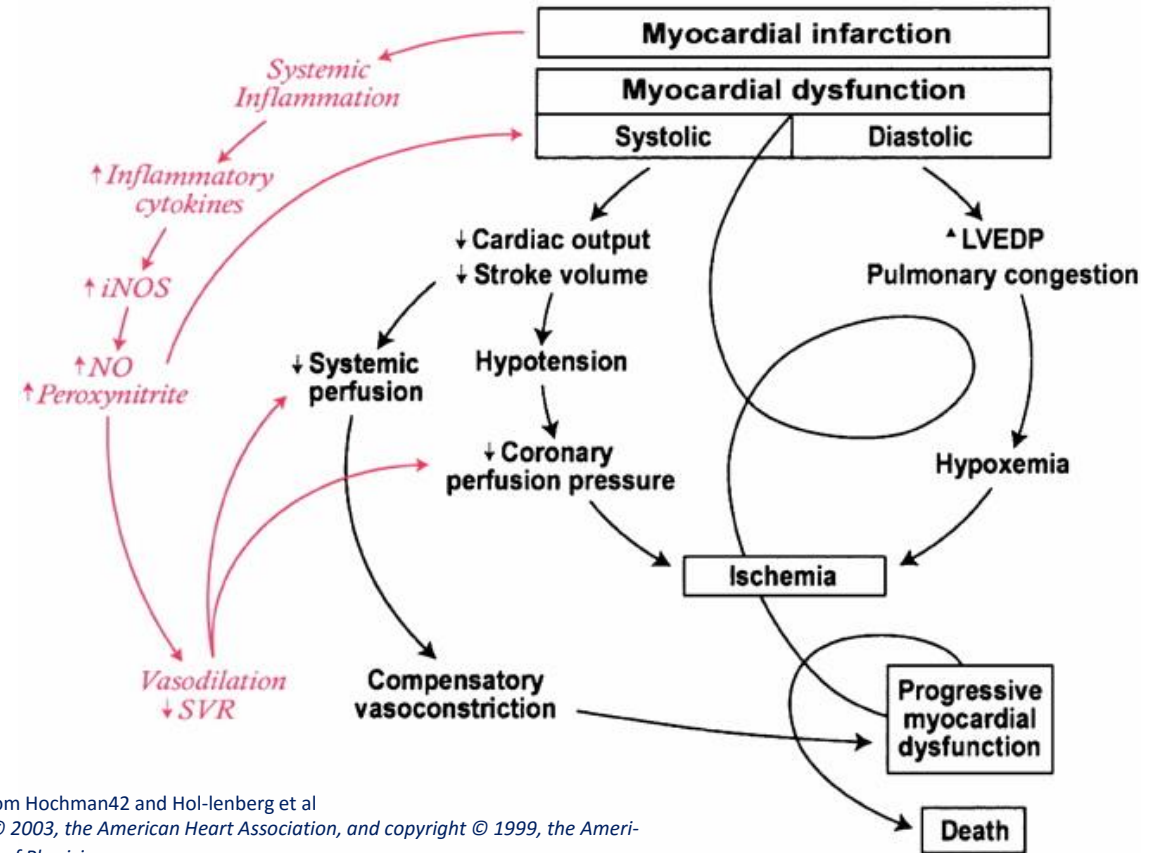 Myocardial infarction
Systemic
Inflammation
Myocardial dysfunction
Systolic
Diastolic
↑Inflammatory
cytokines
↓Cardiac output
↓Stroke volume
▲LVEDP
Pulmonary congestion
↑iNOS
↑NO
↑Peroxynitrite
↓Systemic
perfusion
Hypotension
↓Coronary
perfusion pressure
Hypoxemia
Ischemia
Vasodilation
↓SVR
Compensatory
vasoconstriction
Progressive
myocardial
dysfunction
Death
om Hochman42 and Hol-lenberg et al
© 2003, the American Heart Association, and copyright © 1999, the Ameri-